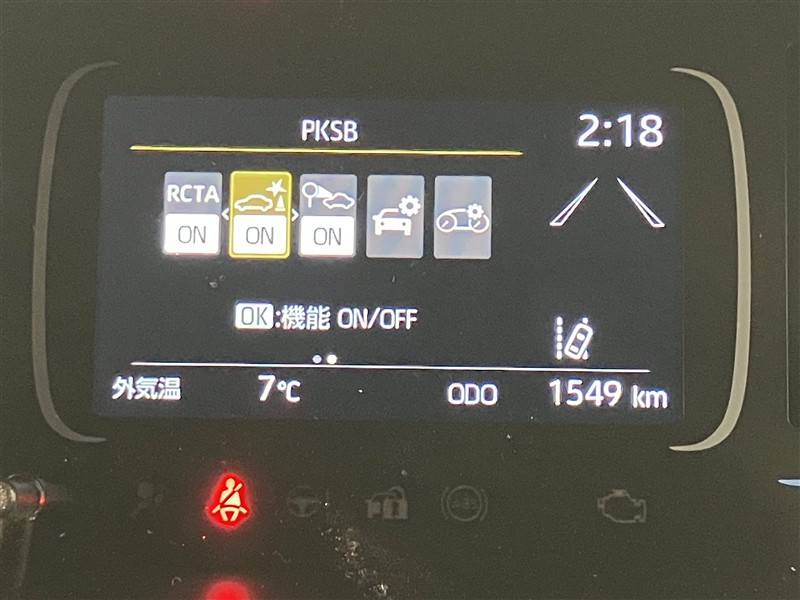 PKSB
2:18
RCTA
ON
ON
ON
OK:機能 ON/OFF
外気温 7℃ ODO 1549 km